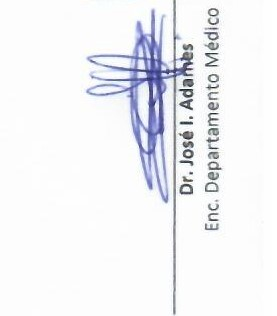 Dr. José I. Adames
Enc. Departamento Médico